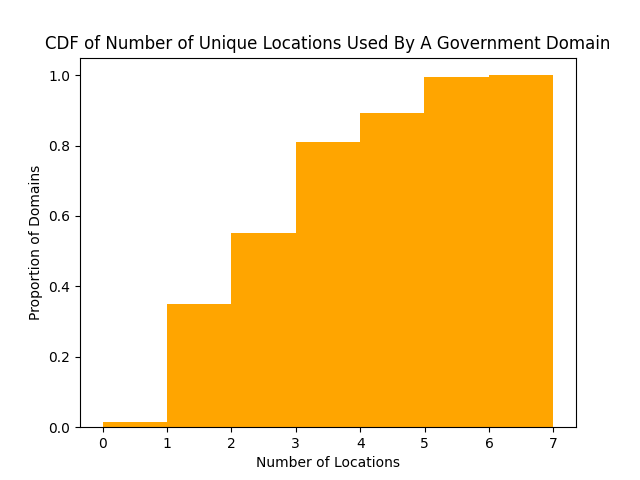 CDF of Number of Unique Locations Used By A Government Domain
1.0
0.8
0.6
0.4
0.2
0.0
Proportion of Domains
0 1 2 3 4 5 6 7
Number of Locations